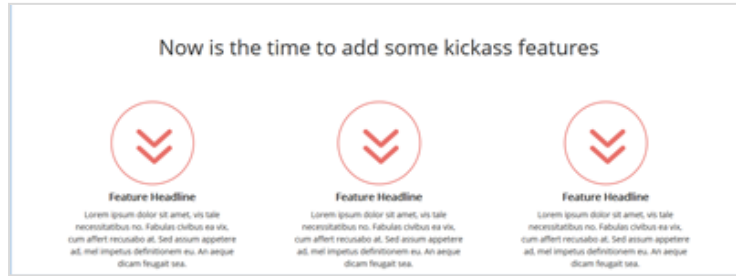 Now is the time to add some kickass features
Feature Headline
Lorem ipsum dolor sit amet, vis tale
necessitatibus no. Fabulas civibus ea vix,
cum affert recusabo at. Sed assum appetere
ad, mel impetus definitionem eu. An aeque
dicam feugait sea.
Feature Headline
Lorem ipsum dolor sit amet, vis tale
necessitatibus no. Fabulas civibus ea vix,
cum affert recusabo at. Sed assum appetere
ad, mel impetus definitionem eu. An aeque
dicam feugait sea.
Feature Headline
Lorem ipsum dolor sit amet, vis tale
necessitatibus no. Fabulas civibus ea vix,
cum affert recusabo at. Sed assum appetere
ad, mel impetus definitionem eu. An aeque
dicam feugait sea.